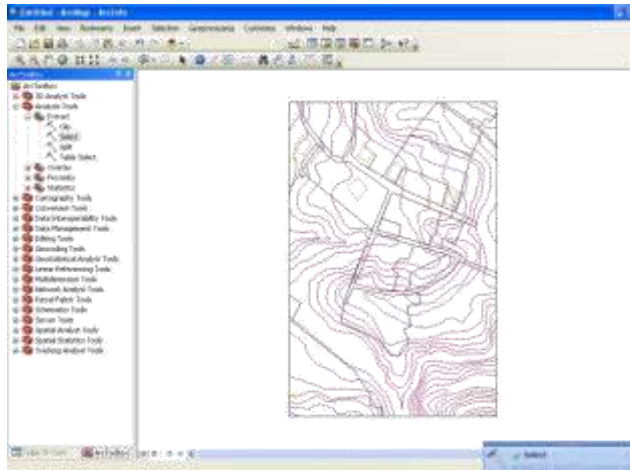 Untitled - ArcMap - ArcInfo
File Edit View Bookmarks Insert Selection Geoprocessing Customize Windows Help
ArcToolbox
ArcToolbox
3D Analyst Tools
Analysis Tools
Extract
Clip
Select
Split
Table Select
Overlay
Proximity
Statistics
Cartography Tools
Conversion Tools
Data Interoperability Tools
Data Management Tools
Editing Tools
Geocoding Tools
Geostatistical Analyst Tools
Linear Referencing Tools
Multidimension Tools
Network Analyst Tools
Parcel Fabric Tools
Schematics Tools
Server Tools
Spatial Analyst Tools
Spatial Statistics Tools
Tracking Analyst Tools
ArcToolbox
Select